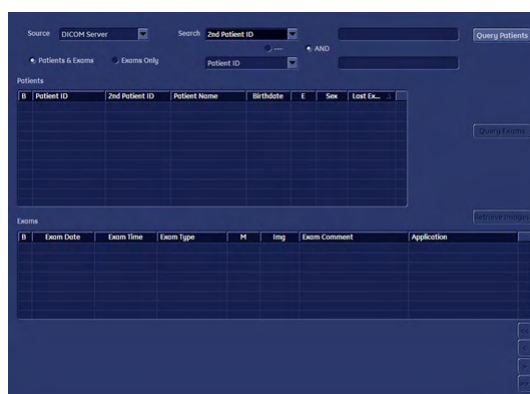 Source DICOM Server Search 2nd Patient ID Query Patients
— AND
Patients & Exams Exams Only Patient ID
Patients
B Patient ID 2nd Patient ID Patient Name Birthdate E Sex Last Ex...
Query Exams
Retrieve Images
Exams
B Exam Date Exam Time Exam Type M Img Exam Comment Application
<<
>>